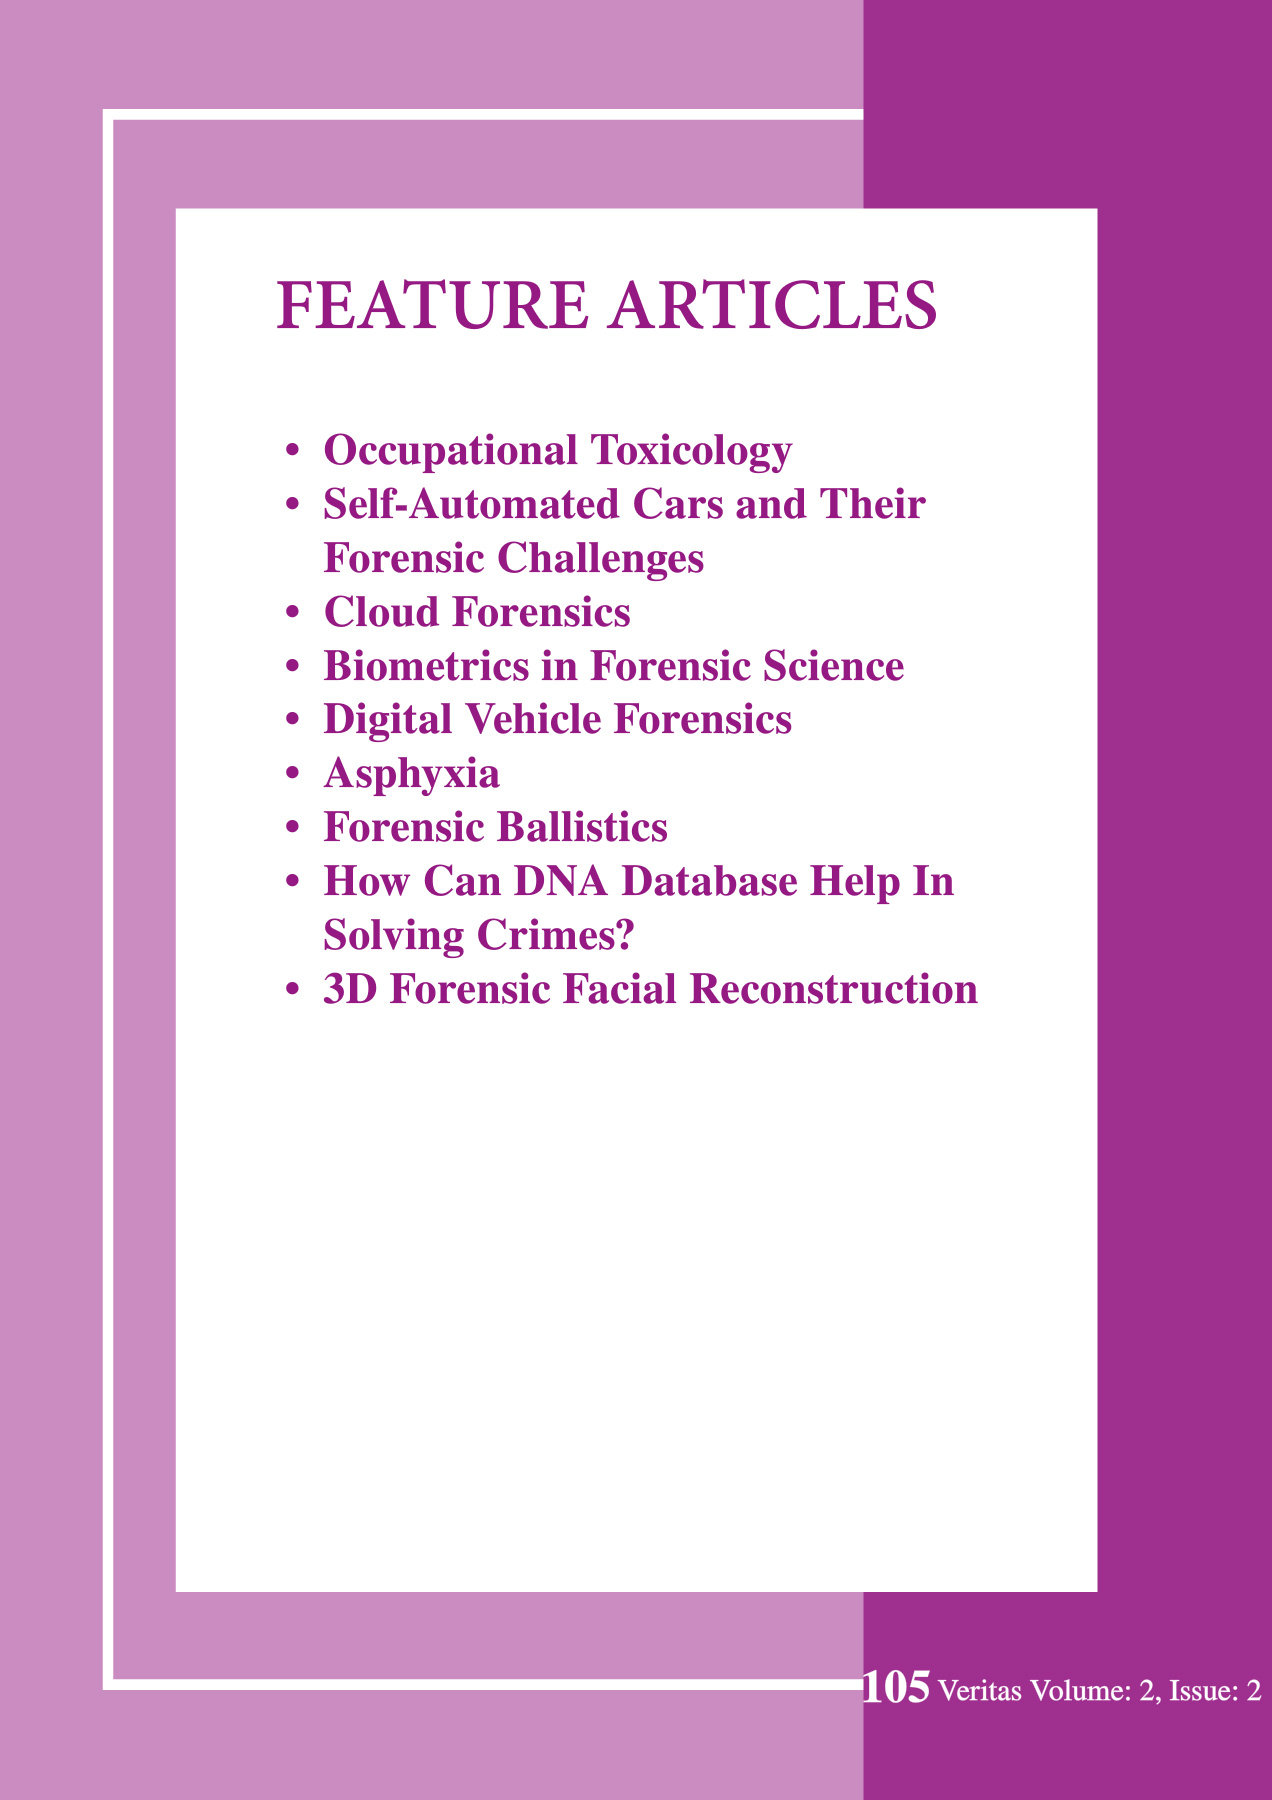 FEATURE ARTICLES
• Occupational Toxicology
• Self-Automated Cars and Their
Forensic Challenges
• Cloud Forensics
• Biometrics in Forensic Science
• Digital Vehicle Forensics
• Asphyxia
• Forensic Ballistics
• How Can DNA Database Help In
Solving Crimes?
• 3D Forensic Facial Reconstruction
105 Veritas Volume: 2, Issue: 2